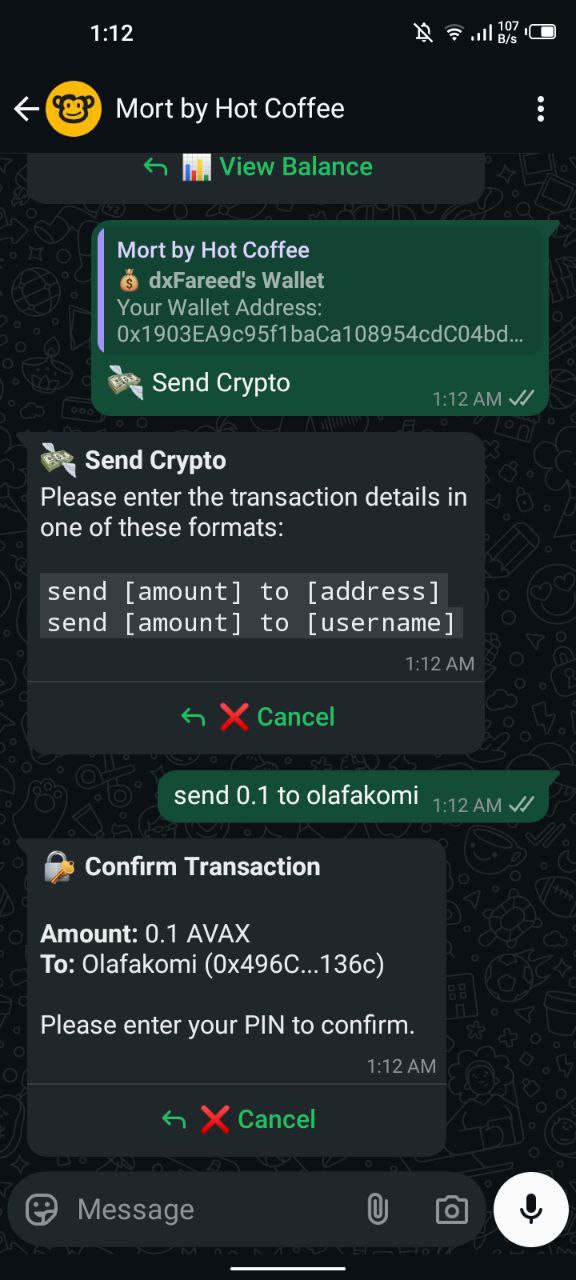 1:12
107
B/s
Mort by Hot Coffee
View Balance
Mort by Hot Coffee
dxFareed's Wallet
Your Wallet Address:
0x1903EA9c95f1baCa108954cdC04bd...
Send Crypto
1:12 AM
Send Crypto
Please enter the transaction details in
one of these formats:
send [amount] to [address]
send [amount] to [username]
1:12 AM
Cancel
send 0.1 to olafakomi
1:12 AM
Confirm Transaction
Amount: 0.1 AVAX
To: Olafakomi (0x496C...136c)
Please enter your PIN to confirm.
1:12 AM
Cancel
Message